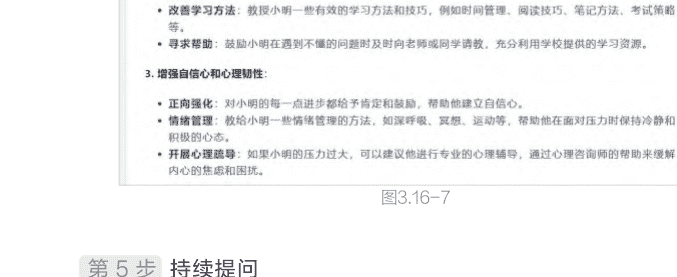 • 改善学习方法：教授小明一些有效的学习方法和技巧，例如时间管理、阅读技巧、笔记方法、考试策略
等。
• 寻求帮助：鼓励小明在遇到不懂的问题时及时向老师或同学请教，充分利用学校提供的学习资源。
3. 增强自信心和心理韧性：
• 正向强化：对小明的每一点进步都给予肯定和鼓励，帮助他建立自信心。
• 情绪管理：教给小明一些情绪管理的方法，如深呼吸、冥想、运动等，帮助他在面对压力时保持冷静和
积极的心态。
• 开展心理疏导：如果小明的压力过大，可以建议他进行专业的心理辅导，通过心理咨询师的帮助来缓解
内心的焦虑和困扰。
图3.16-7
第 5 步 持续提问